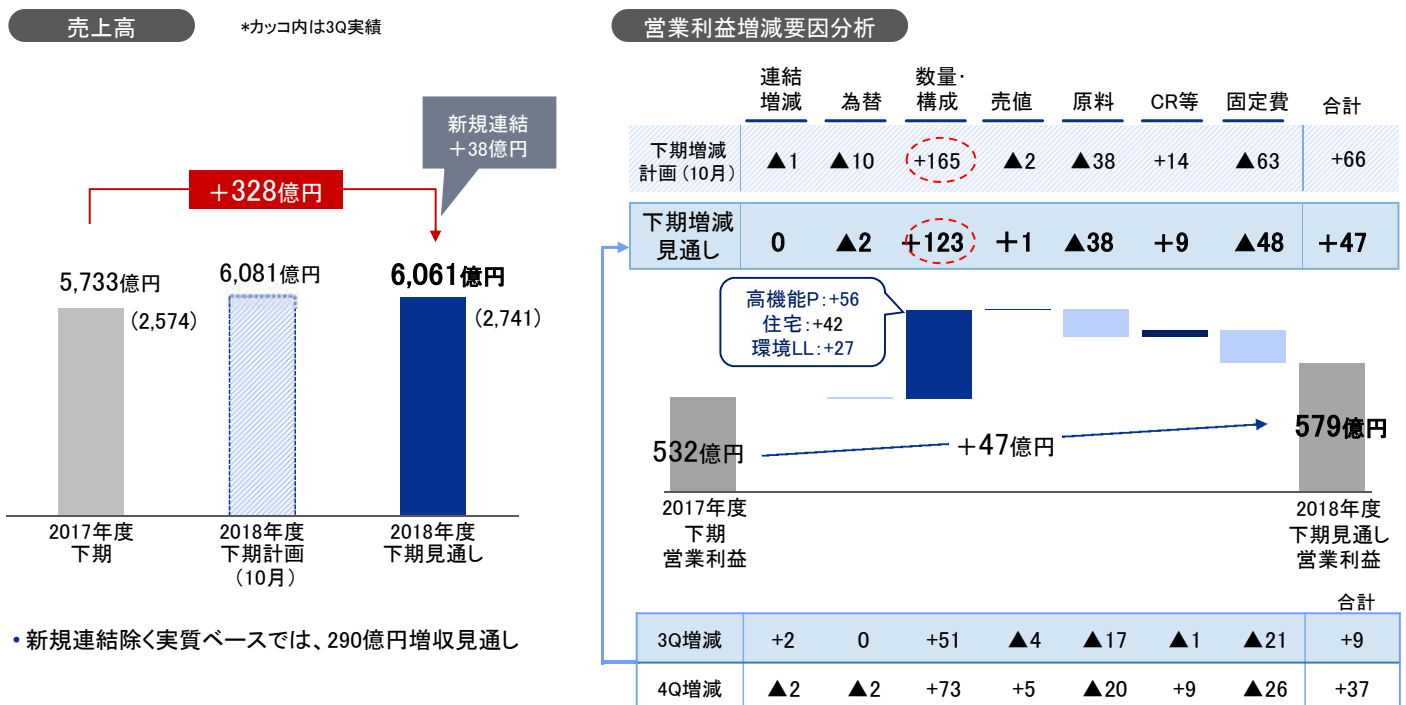 売上高
*カッコ内は3Q実績
新規連結
＋38億円
＋328億円
5,733億円
(2,574)
6,081億円
6,061億円
(2,741)
2017年度
下期
2018年度
下期計画
(10月)
2018年度
下期見通し
• 新規連結除く実質ベースでは、290億円増収見通し
営業利益増減要因分析
連結
増減
為替
数量・
構成
売値
原料
CR等
固定費
合計
下期増減
計画(10月)
▲1 ▲10 +165 ▲2 ▲38 +14 ▲63 +66
下期増減
見通し
0 ▲2 +123 +1 ▲38 +9 ▲48 +47
高機能P:+56
住宅:+42
環境LL:+27
532億円
＋47億円
579億円
2017年度
下期
営業利益
2018年度
下期見通し
営業利益
合計
3Q増減 +2 0 +51 ▲4 ▲17 ▲1 ▲21 +9
4Q増減 ▲2 ▲2 +73 +5 ▲20 +9 ▲26 +37